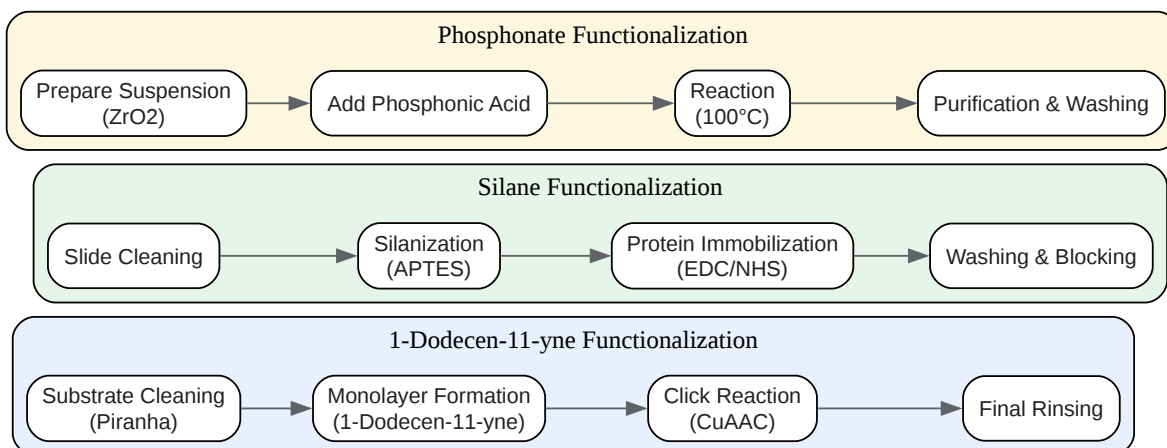 Phosphonate Functionalization
Prepare Suspension
(ZrO2)
Add Phosphonic Acid
Reaction
(100°C)
Purification & Washing
Silane Functionalization
Slide Cleaning
Silanization
(APTES)
Protein Immobilization
(EDC/NHS)
Washing & Blocking
1-Dodecen-11-yne Functionalization
Substrate Cleaning
(Piranha)
Monolayer Formation
(1-Dodecen-11-yne)
Click Reaction
(CuAAC)
Final Rinsing